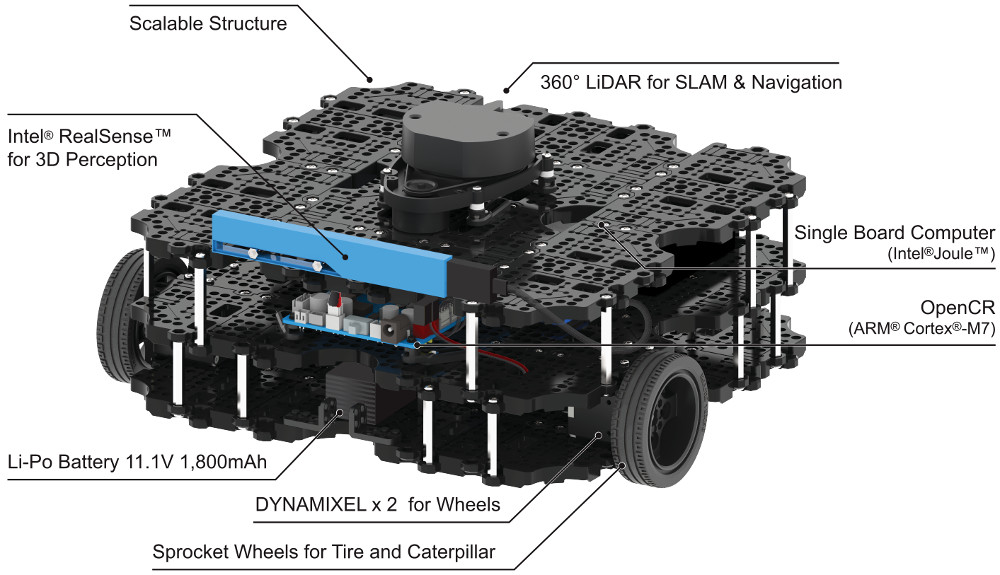 Scalable Structure
360° LiDAR for SLAM & Navigation
Intel® RealSense™
for 3D Perception
Single Board Computer
(Intel®Joule™)
OpenCR
(ARM® Cortex®-M7)
Li-Po Battery 11.1V 1,800mAh
DYNAMIXEL x 2 for Wheels
Sprocket Wheels for Tire and Caterpillar